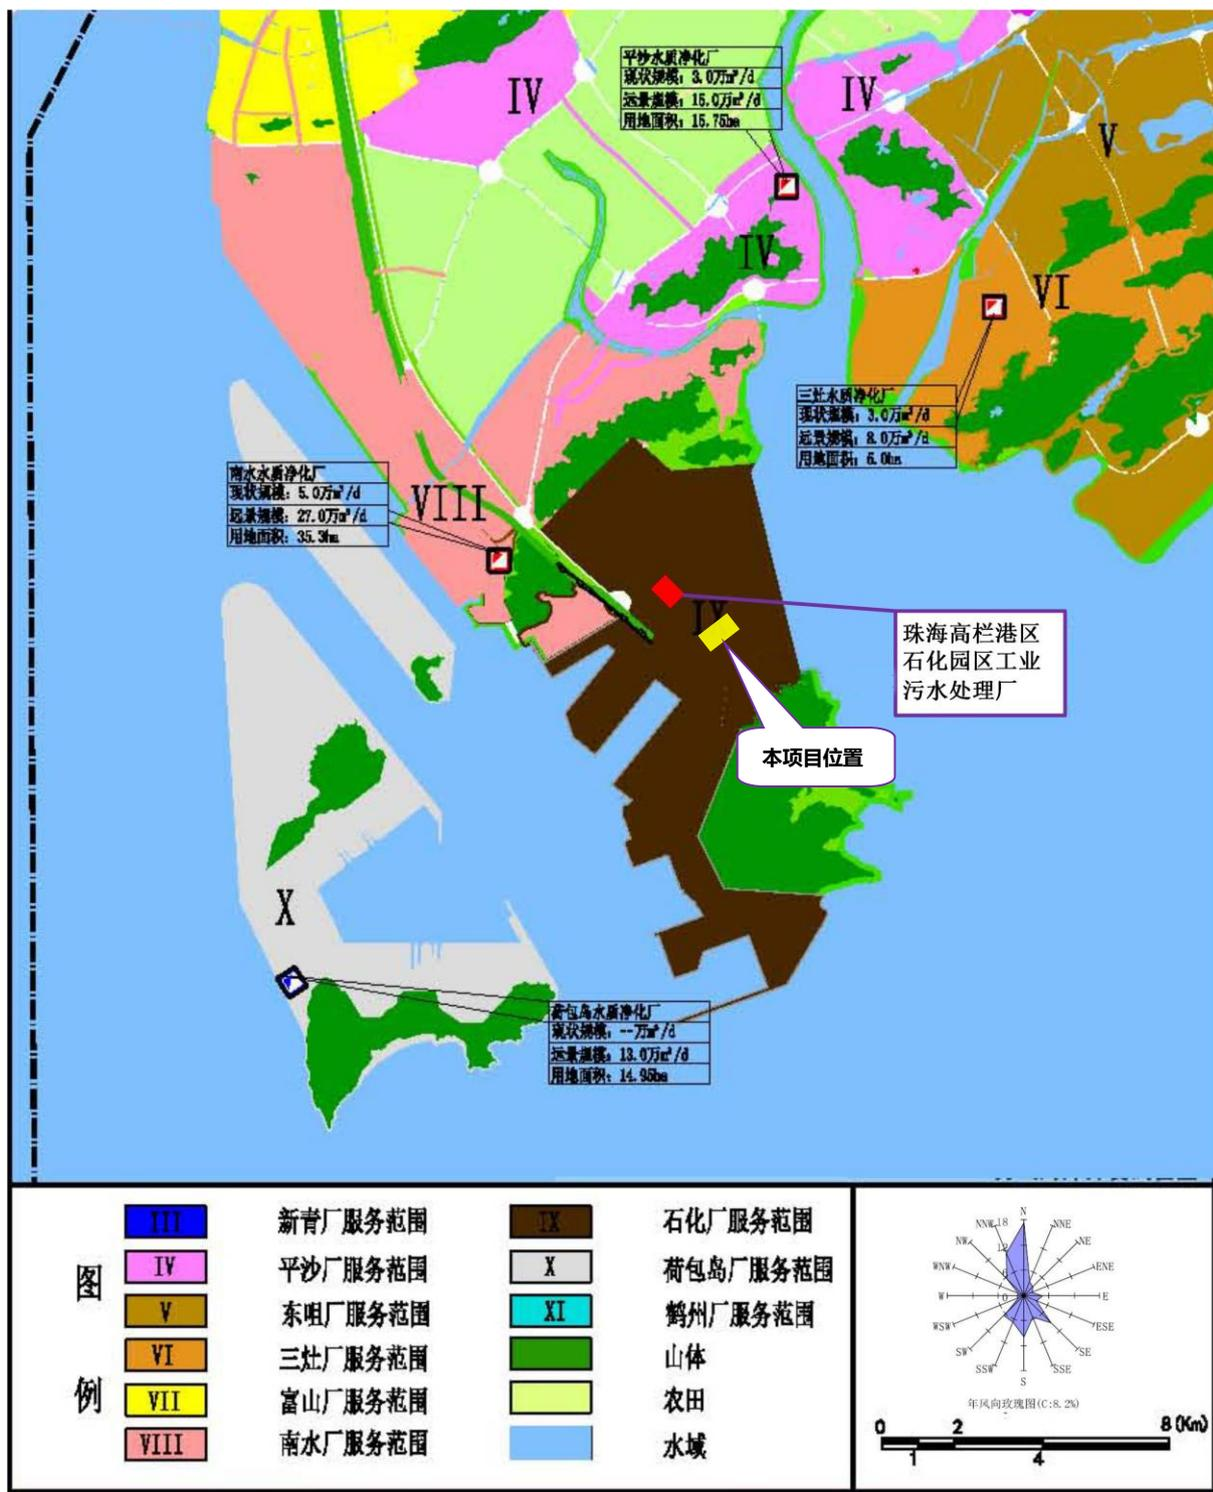 平沙水质净化厂
现状规模：3.0万m³/d
远景规模：15.0万m³/d
用地面积：15.75ha
IV
IV
V
IV
VI
三灶水质净化厂
现状规模：3.0万m³/d
远景规模：8.0万m³/d
用地面积：6.0ha
南水水质净化厂
现状规模：5.0万m³/d
远景规模：27.0万m³/d
用地面积：35.3ha
VIII
珠海高栏港区
石化园区工业
污水处理厂
本项目位置
X
荷包岛水质净化厂
现状规模：--万m³/d
远景规模：13.0万m³/d
用地面积：14.95ha
图
例
III 新青厂服务范围
IV 平沙厂服务范围
V 东咀厂服务范围
VI 三灶厂服务范围
VII 富山厂服务范围
VIII 南水厂服务范围
IX 石化厂服务范围
X 荷包岛厂服务范围
XI 鹤州厂服务范围
山体
农田
水域
N
NNW 18 NNE
NW 12 NE
WNW 6 ENE
W 0 E
WSW ESE
SW SE
SSW SSE
S
年风向玫瑰图(C:8.2%)
0 2 8 (Km)
1 4